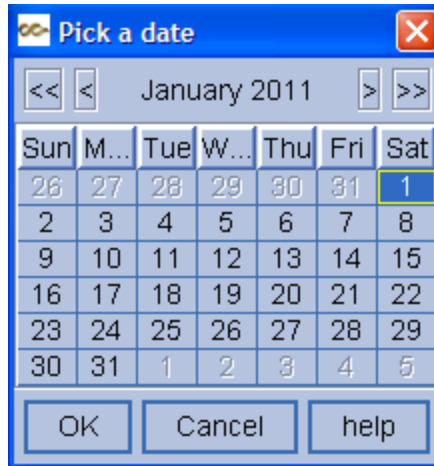 Pick a date
<< < January 2011 > >>
Sun M... Tue W... Thu Fri Sat
26 27 28 29 30 31 1
2 3 4 5 6 7 8
9 10 11 12 13 14 15
16 17 18 19 20 21 22
23 24 25 26 27 28 29
30 31 1 2 3 4 5
OK Cancel help